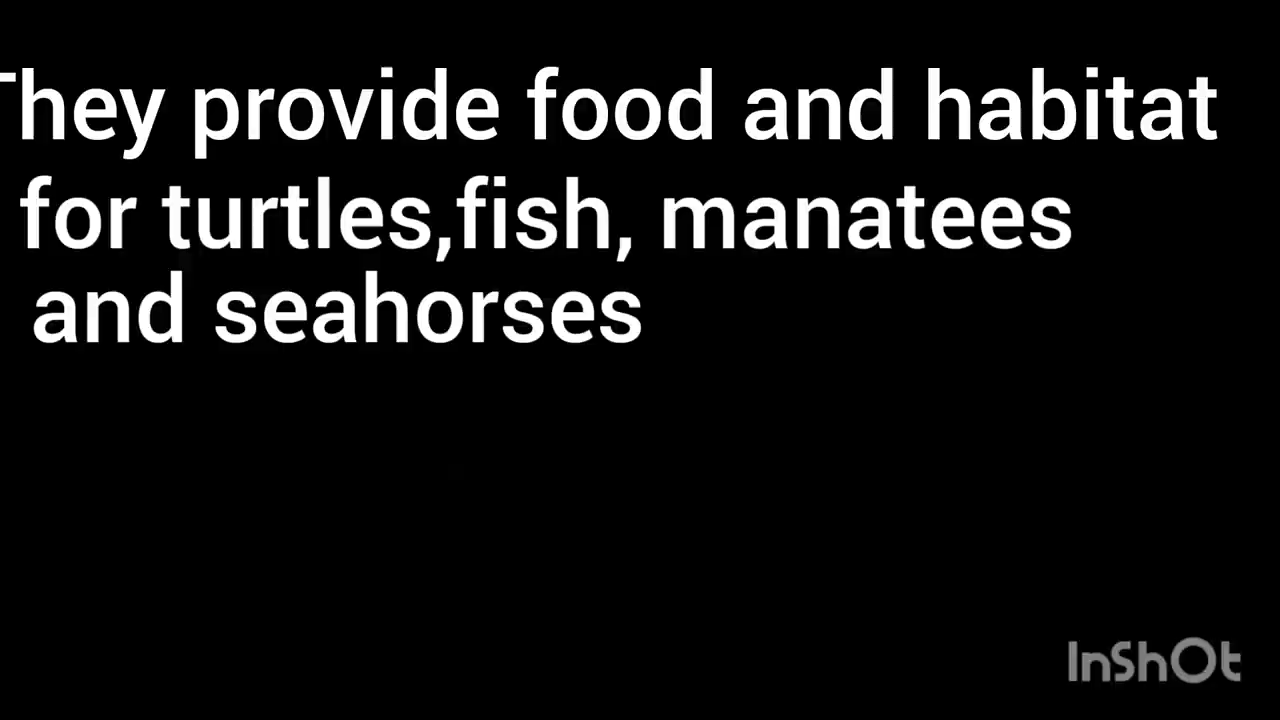 They provide food and habitat
for turtles,fish, manatees
and seahorses
InShOt